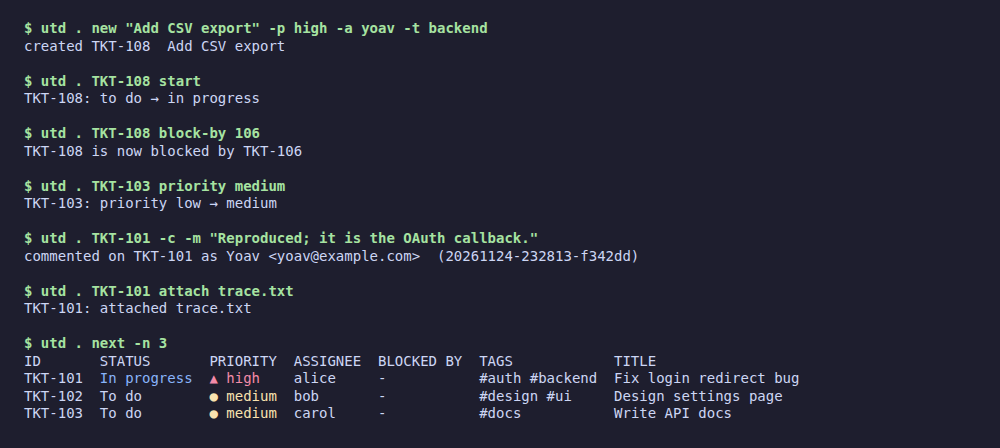 $ utd . new "Add CSV export" -p high -a yoav -t backend
created TKT-108  Add CSV export
$ utd . TKT-108 start
TKT-108: to do → in progress
$ utd . TKT-108 block-by 106
TKT-108 is now blocked by TKT-106
$ utd . TKT-103 priority medium
TKT-103: priority low → medium
$ utd . TKT-101 -c -m "Reproduced; it is the OAuth callback."
commented on TKT-101 as Yoav <yoav@example.com>  (20261124-232813-f342dd)
$ utd . TKT-101 attach trace.txt
TKT-101: attached trace.txt
$ utd . next -n 3
ID       STATUS       PRIORITY  ASSIGNEE  BLOCKED BY  TAGS            TITLE
TKT-101  In progress  ▲ high    alice     -           #auth #backend  Fix login redirect bug
TKT-102  To do        ● medium  bob       -           #design #ui     Design settings page
TKT-103  To do        ● medium  carol     -           #docs           Write API docs